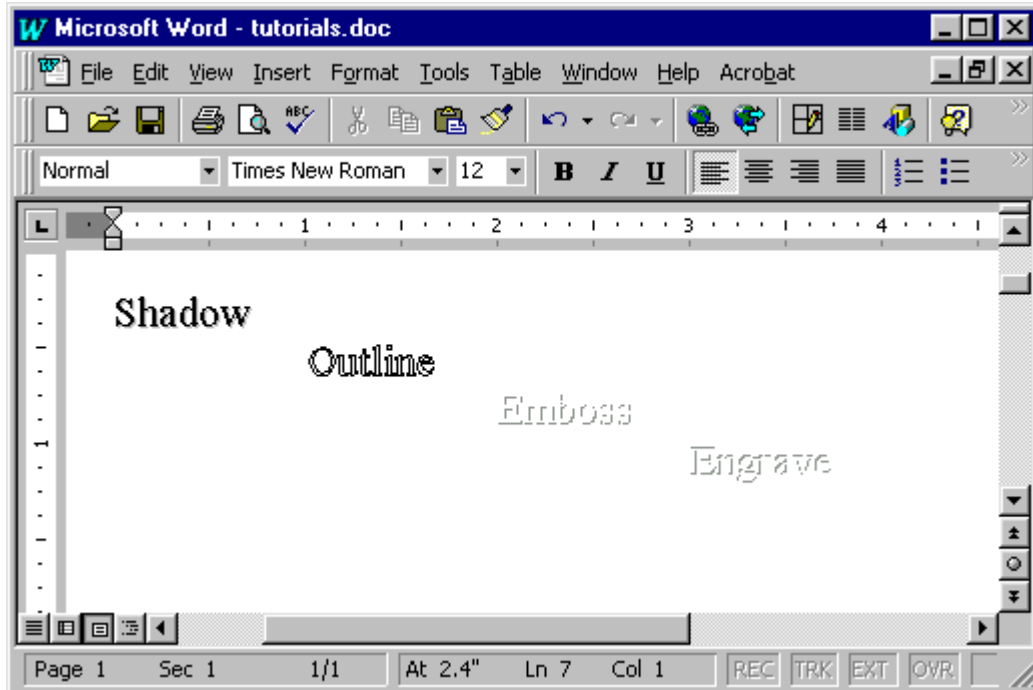 Microsoft Word - tutorials.doc
File Edit View Insert Format Tools Table Window Help Acrobat
ABC
Normal Times New Roman 12 B I U
1 2 3 4
Shadow
Outline
Emboss
1
Engrave
Page 1 Sec 1 1/1 At 2.4" Ln 7 Col 1 REC TRK EXT OVR